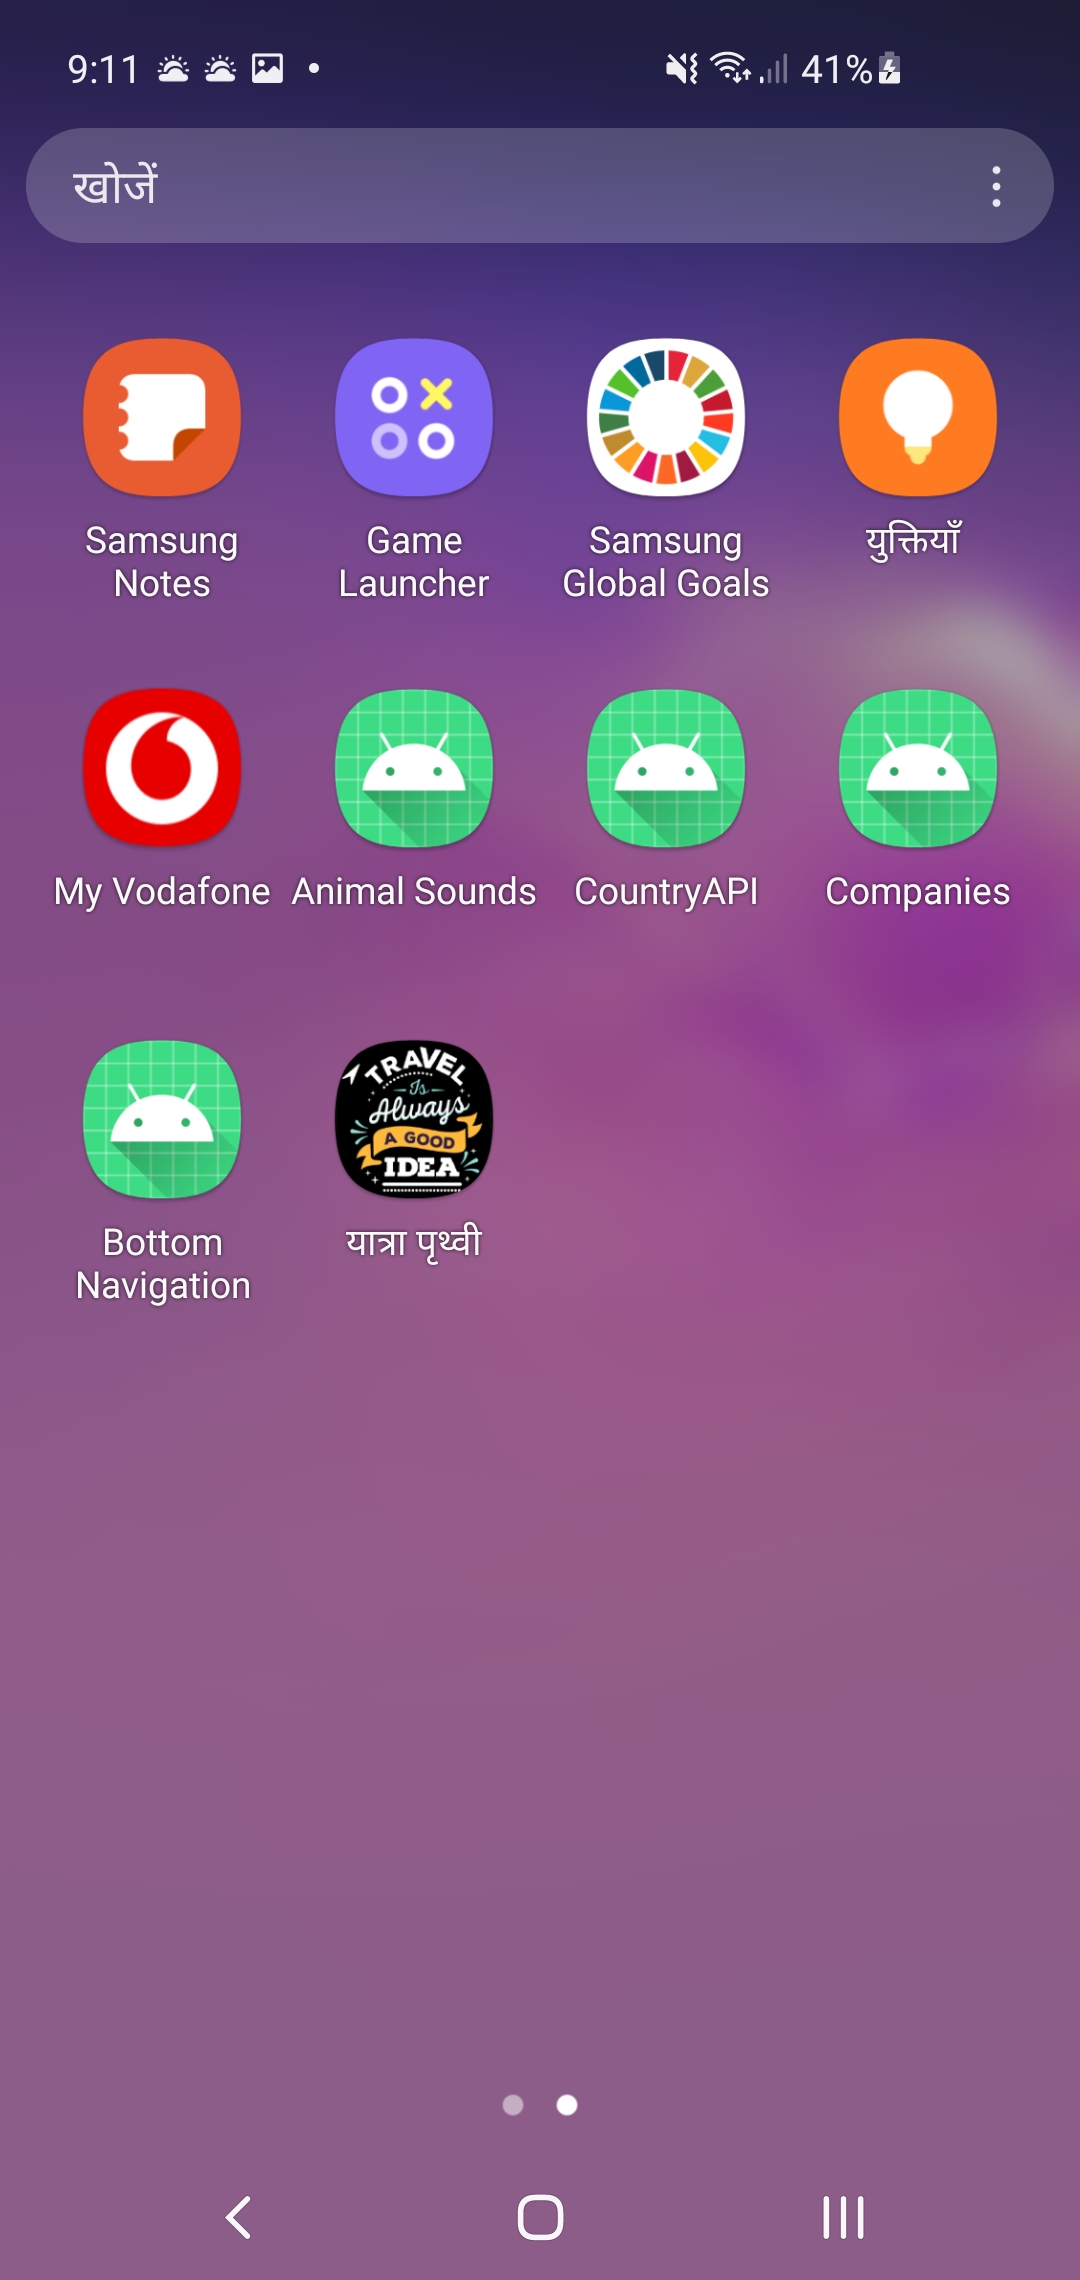 9:11
41%
खोजें
Samsung
Notes
Game
Launcher
Samsung
Global Goals
युक्तियाँ
My Vodafone
Animal Sounds
CountryAPI
Companies
TRAVEL
Is
Always
A GOOD
IDEA
Bottom
Navigation
यात्रा पृथ्वी